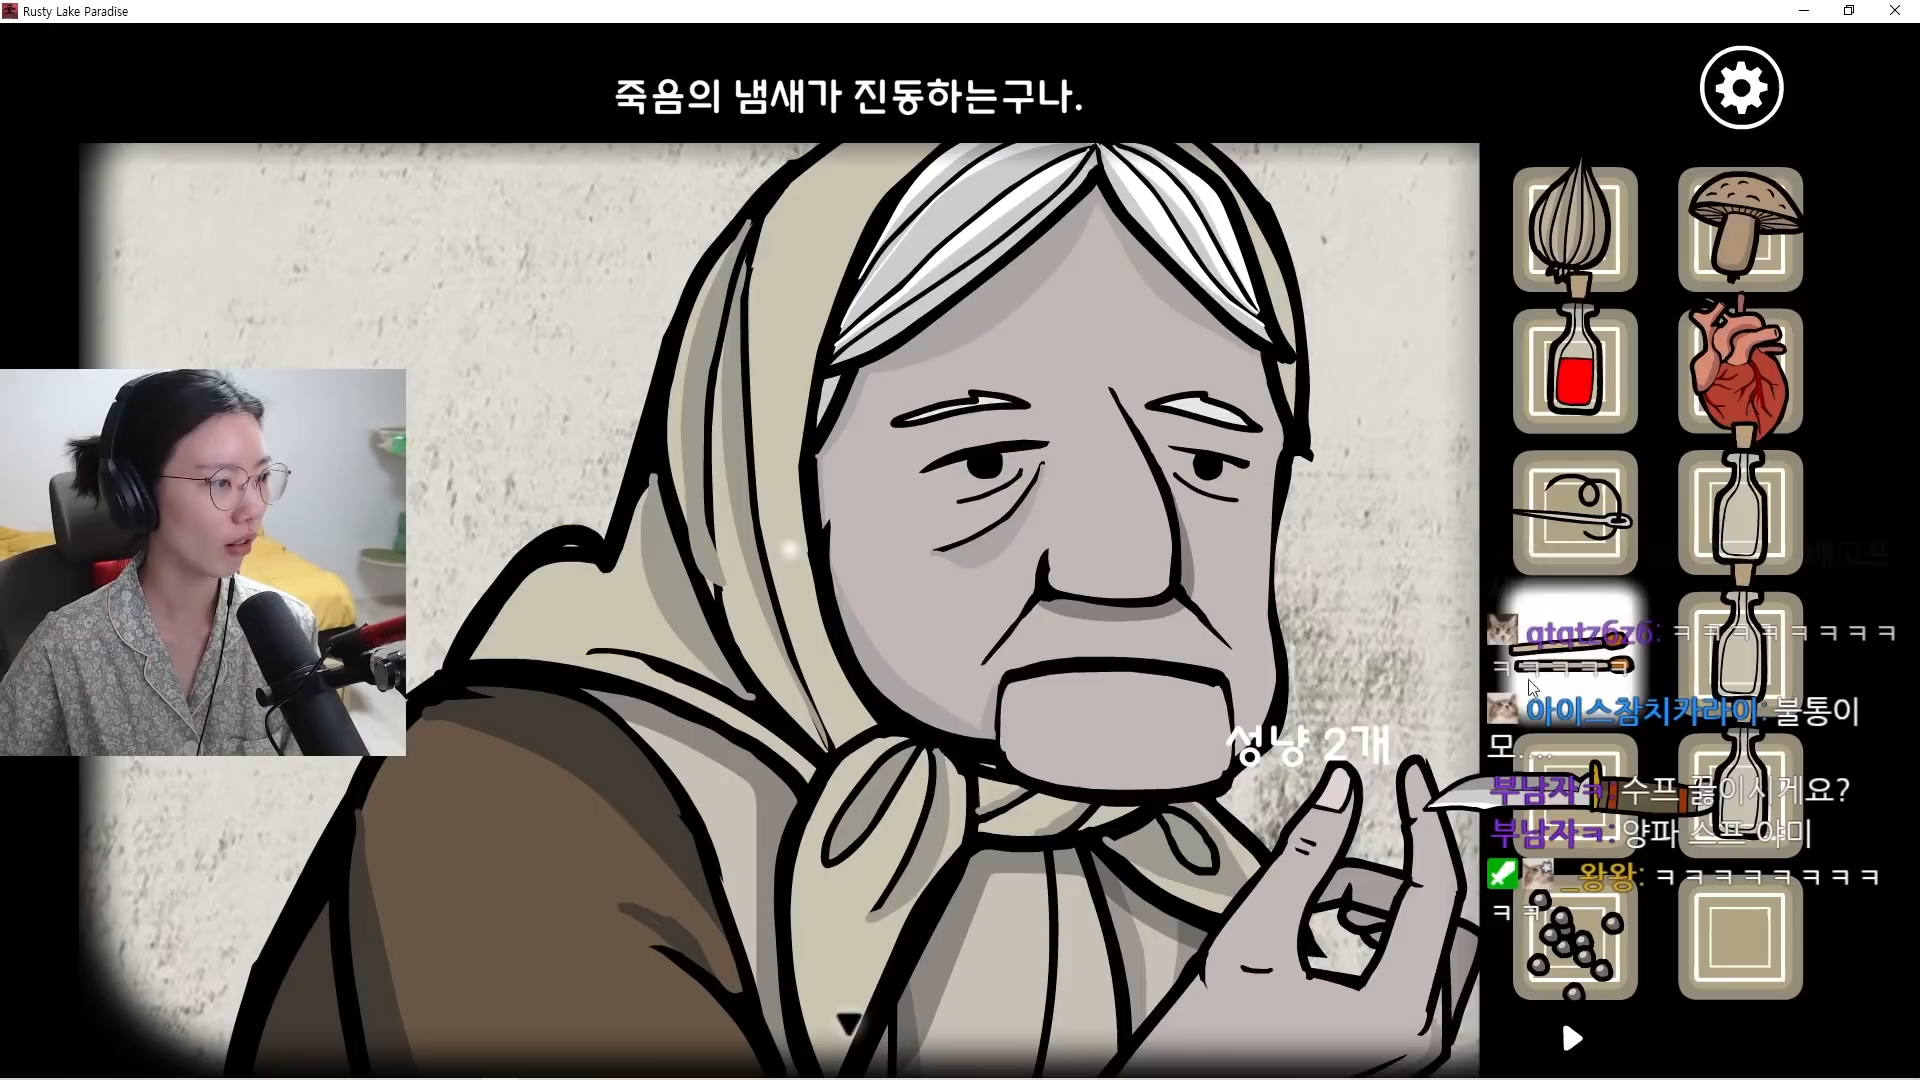 Rusty Lake Paradise
죽음의 냄새가 진동하는구나.
성냥 2개
qtqtz6z6: ㅋㅋㅋㅋㅋㅋㅋㅋ
ㅋㅋㅋㅋㅋ
아이스참치카라이: 불통이
모....
부남자ㅋ: 수프 끓이시게요?
부남자ㅋ: 양파 스프 야미
_왕왕: ㅋㅋㅋㅋㅋㅋㅋㅋ
ㅋㅋ